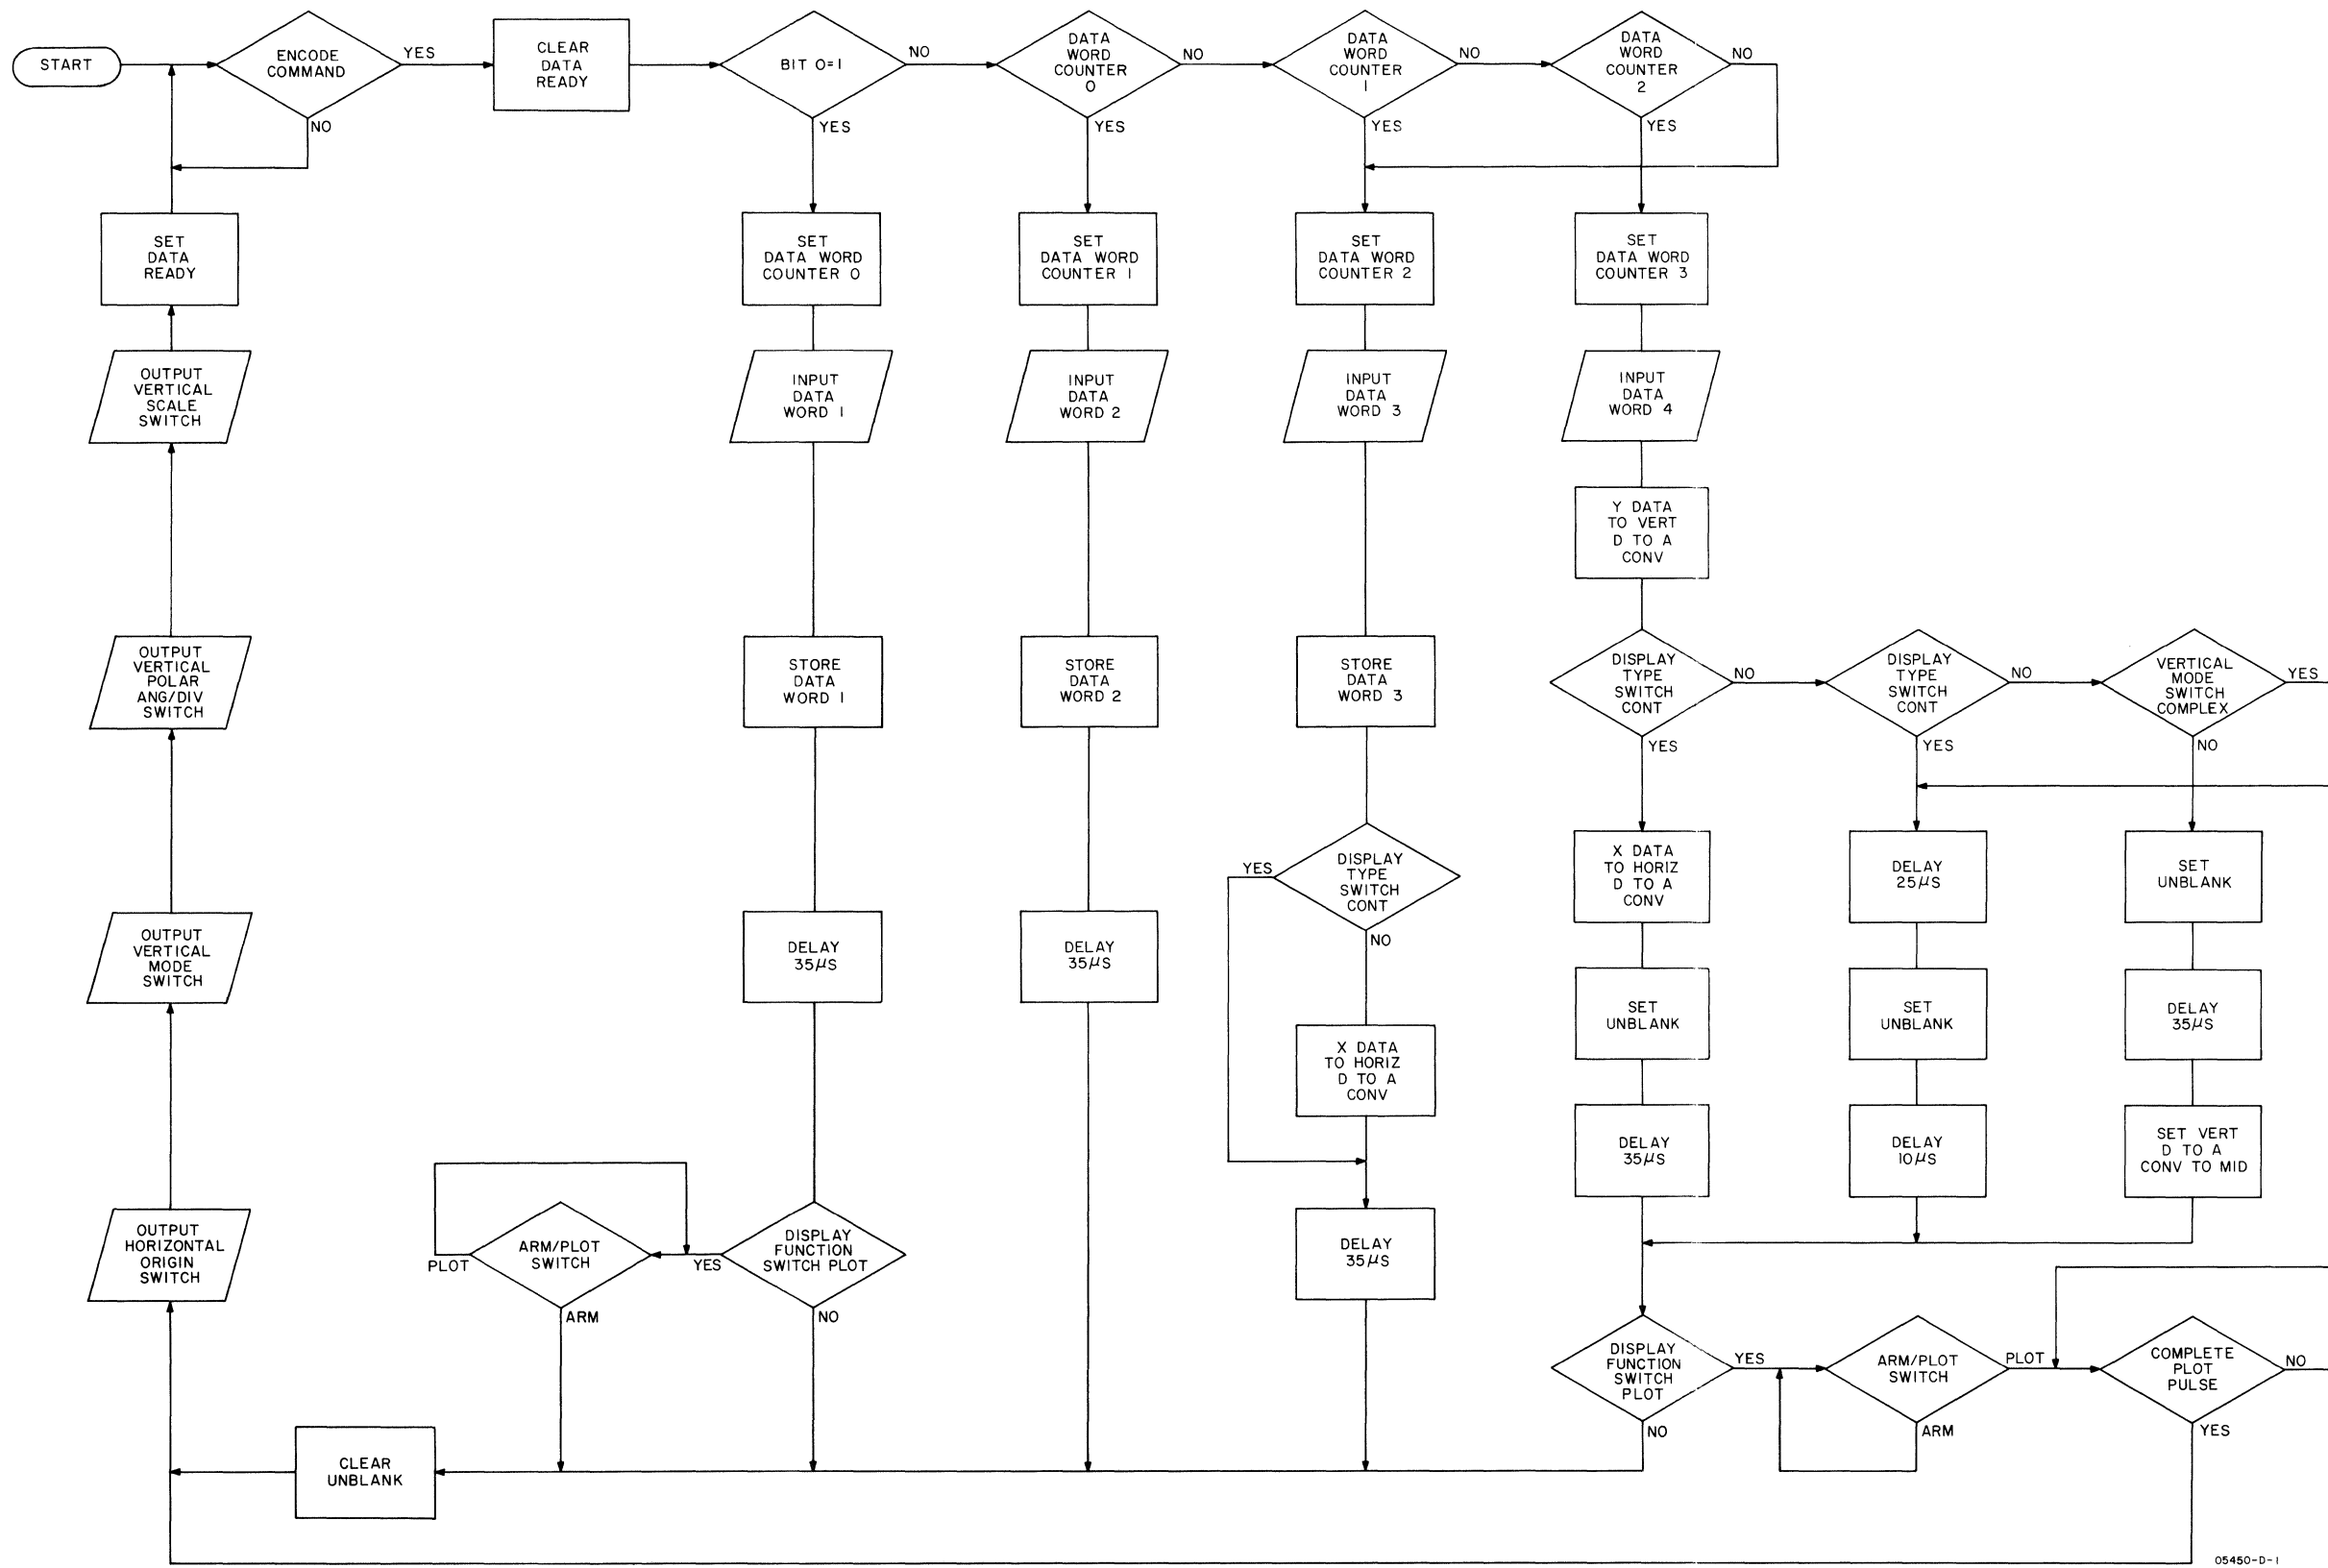 START
ENCODE
COMMAND
YES
NO
CLEAR
DATA
READY
BIT 0=1
NO
YES
DATA
WORD
COUNTER
0
NO
YES
DATA
WORD
COUNTER
1
NO
YES
DATA
WORD
COUNTER
2
NO
YES
SET
DATA
READY
SET
DATA WORD
COUNTER 0
SET
DATA WORD
COUNTER 1
SET
DATA WORD
COUNTER 2
SET
DATA WORD
COUNTER 3
OUTPUT
VERTICAL
SCALE
SWITCH
INPUT
DATA
WORD 1
INPUT
DATA
WORD 2
INPUT
DATA
WORD 3
INPUT
DATA
WORD 4
Y DATA
TO VERT
D TO A
CONV
OUTPUT
VERTICAL
POLAR
ANG/DIV
SWITCH
STORE
DATA
WORD 1
STORE
DATA
WORD 2
STORE
DATA
WORD 3
DISPLAY
TYPE
SWITCH
CONT
NO
YES
DISPLAY
TYPE
SWITCH
CONT
NO
YES
VERTICAL
MODE
SWITCH
COMPLEX
YES
NO
YES
DISPLAY
TYPE
SWITCH
CONT
NO
X DATA
TO HORIZ
D TO A
CONV
DELAY
25μS
SET
UNBLANK
OUTPUT
VERTICAL
MODE
SWITCH
DELAY
35μS
DELAY
35μS
X DATA
TO HORIZ
D TO A
CONV
SET
UNBLANK
SET
UNBLANK
DELAY
35μS
DELAY
35μS
DELAY
10μS
SET VERT
D TO A
CONV TO MID
OUTPUT
HORIZONTAL
ORIGIN
SWITCH
PLOT
ARM/PLOT
SWITCH
ARM
YES
DISPLAY
FUNCTION
SWITCH PLOT
NO
DELAY
35μS
DISPLAY
FUNCTION
SWITCH
PLOT
YES
NO
ARM/PLOT
SWITCH
PLOT
ARM
COMPLETE
PLOT
PULSE
NO
YES
CLEAR
UNBLANK
05450-D-1